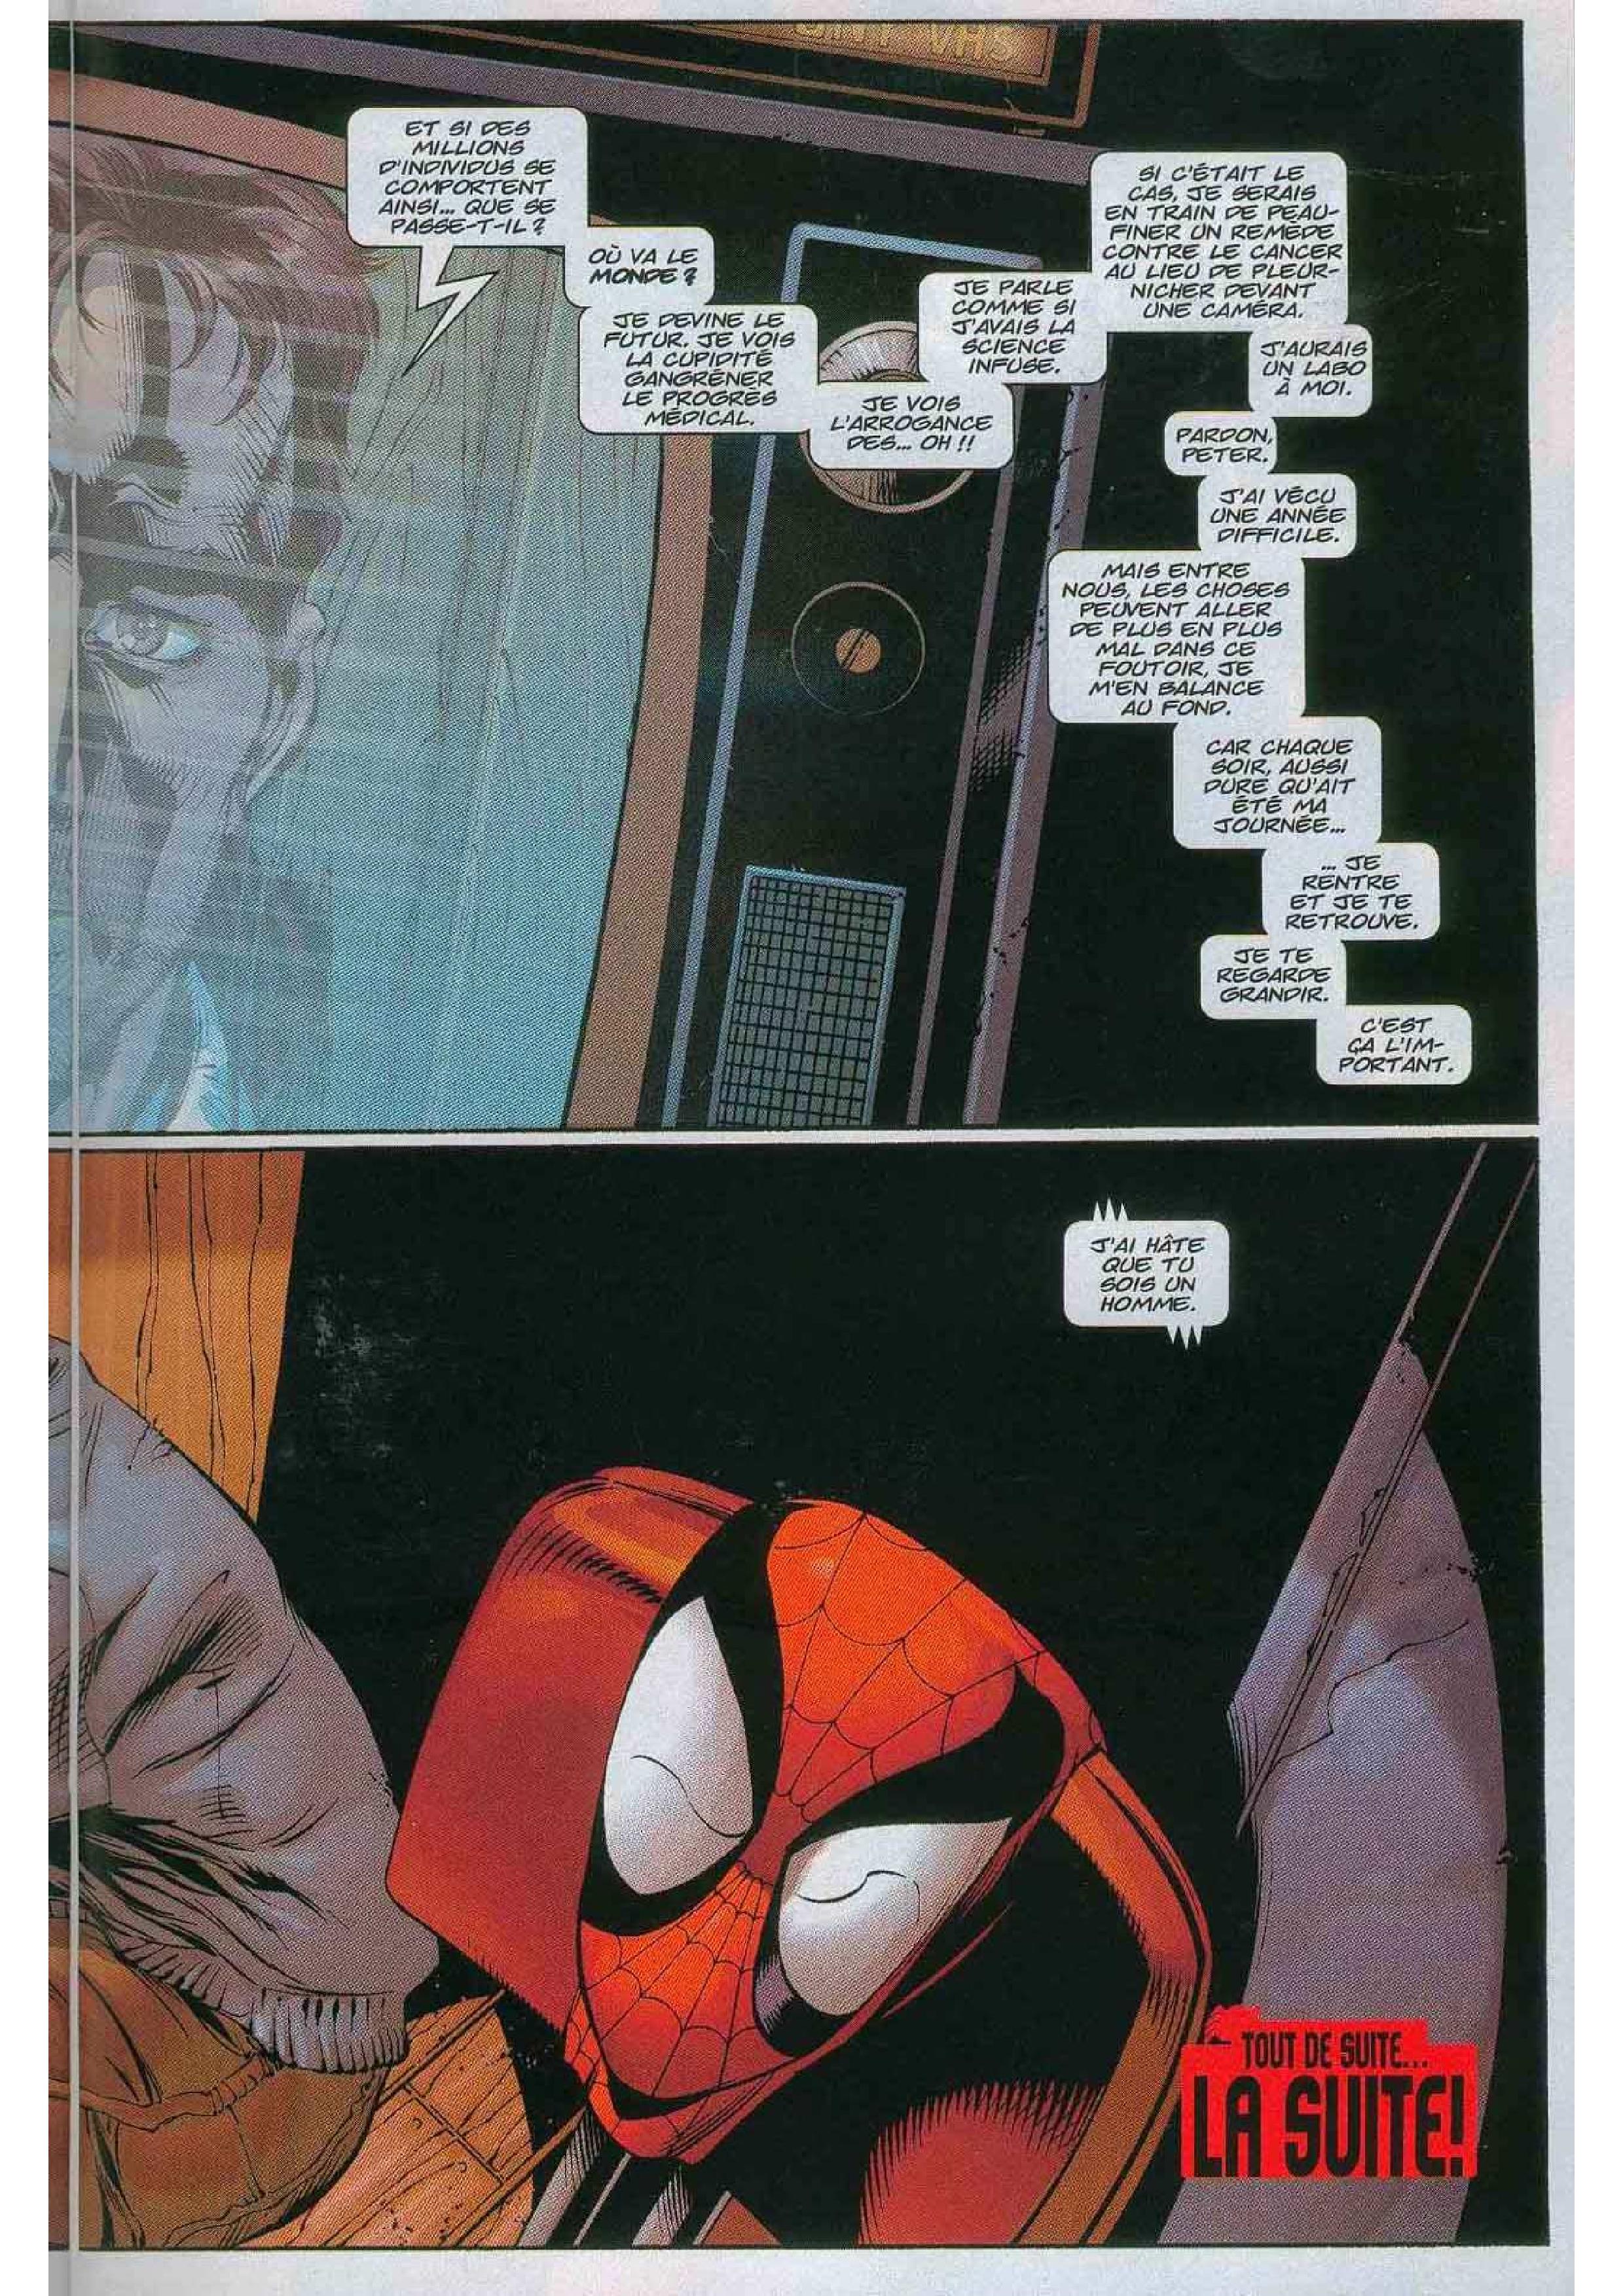 VHS
ET SI DES
MILLIONS
D'INDIVIDUS SE
COMPORTENT
AINSI... QUE SE
PASSE-T-IL ?
OÙ VA LE
MONDE ?
JE DEVINE LE
FUTUR. JE VOIS
LA CUPIDITÉ
GANGRÉNER
LE PROGRÈS
MÉDICAL.
JE VOIS
L'ARROGANCE
DES... OH !!
JE PARLE
COMME SI
J'AVAIS LA
SCIENCE
INFUSE.
SI C'ÉTAIT LE
CAS, JE SERAIS
EN TRAIN DE PEAU-
FINER UN REMÈDE
CONTRE LE CANCER
AU LIEU DE PLEUR-
NICHER DEVANT
UNE CAMÉRA.
J'AURAIS
UN LABO
À MOI.
PARDON,
PETER.
J'AI VÉCU
UNE ANNÉE
DIFFICILE.
MAIS ENTRE
NOUS, LES CHOSES
PEUVENT ALLER
DE PLUS EN PLUS
MAL DANS CE
FOUTOIR, JE
M'EN BALANCE
AU FOND.
CAR CHAQUE
SOIR, AUSSI
DURE QU'AIT
ÉTÉ MA
JOURNÉE...
... JE
RENTRE
ET JE TE
RETROUVE.
JE TE
REGARDE
GRANDIR.
C'EST
ÇA L'IM-
PORTANT.
J'AI HÂTE
QUE TU
SOIS UN
HOMME.
TOUT DE SUITE...
LA SUITE!